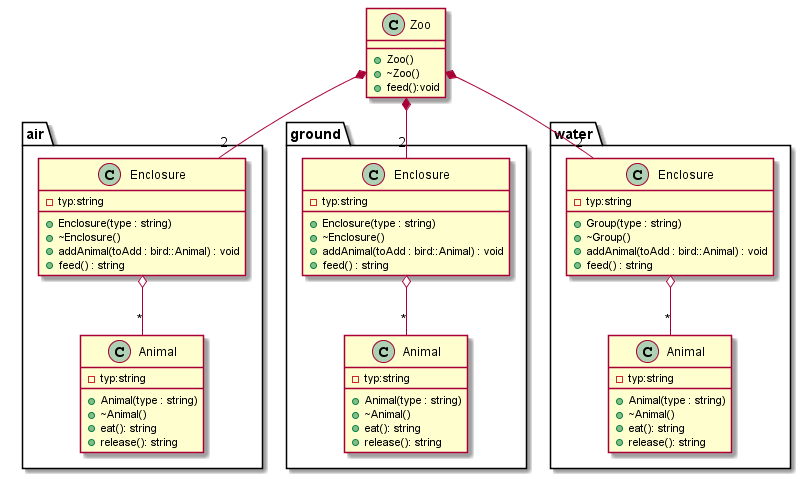 C Zoo
Zoo()
~Zoo()
feed():void
2
2
2
air
C Enclosure
typ:string
Enclosure(type : string)
~Enclosure()
addAnimal(toAdd : bird::Animal) : void
feed() : string
*
C Animal
typ:string
Animal(type : string)
~Animal()
eat(): string
release(): string
ground
C Enclosure
typ:string
Enclosure(type : string)
~Enclosure()
addAnimal(toAdd : bird::Animal) : void
feed() : string
*
C Animal
typ:string
Animal(type : string)
~Animal()
eat(): string
release(): string
water
C Enclosure
typ:string
Group(type : string)
~Group()
addAnimal(toAdd : bird::Animal) : void
feed() : string
*
C Animal
typ:string
Animal(type : string)
~Animal()
eat(): string
release(): string